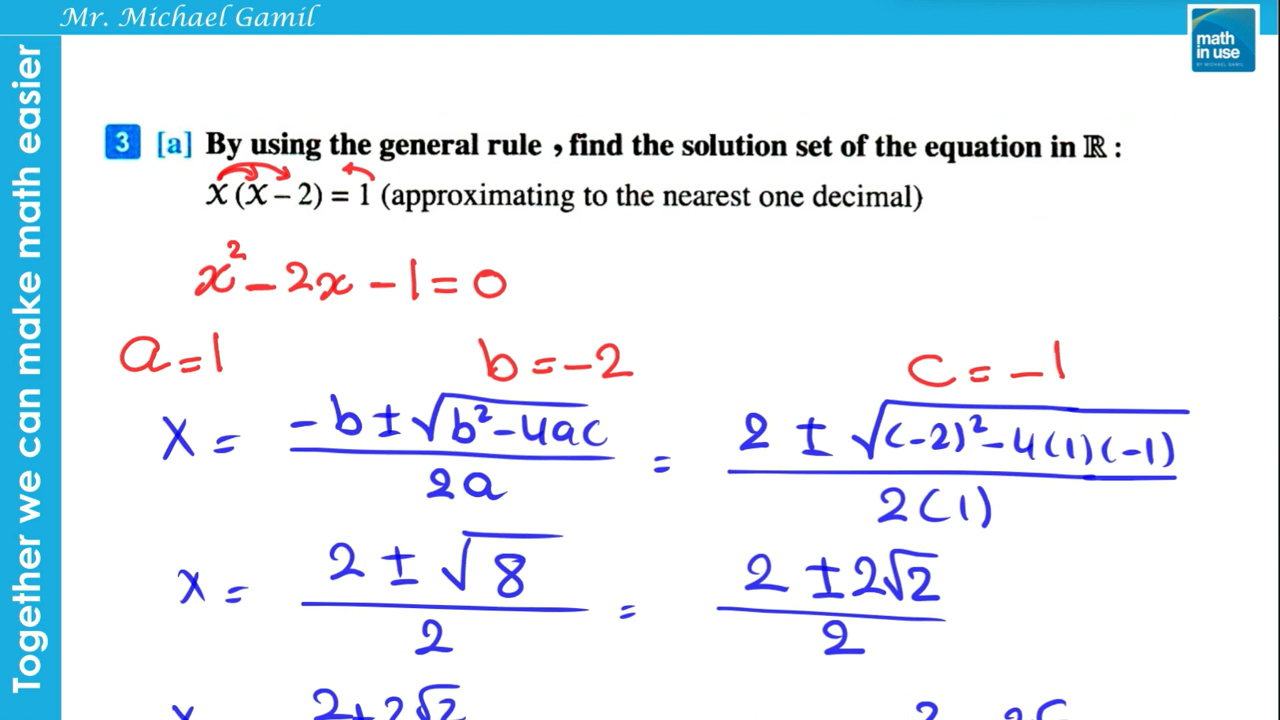 Mr. Michael Gamil
math
in use
BY MICHAEL GAMIL
Together we can make math easier
3 [a] By using the general rule , find the solution set of the equation in ℝ :
X (X – 2) = 1 (approximating to the nearest one decimal)
x² – 2x – 1 = 0
a = 1 b = –2 c = –1
x = (–b ± √(b² – 4ac)) / 2a = (2 ± √((–2)² – 4(1)(–1))) / 2(1)
x = (2 ± √8) / 2 = (2 ± 2√2) / 2